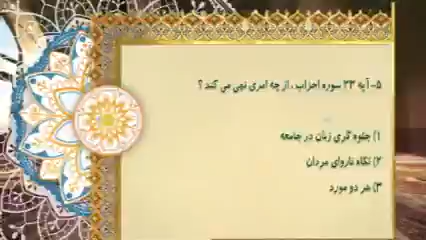 ۵- آیه ۳۳ سوره احزاب ، از چه امری نهی می کند ؟
۱) جلوه گری زنان در جامعه
۲) نگاه ناروای مردان
۳) هر دو مورد